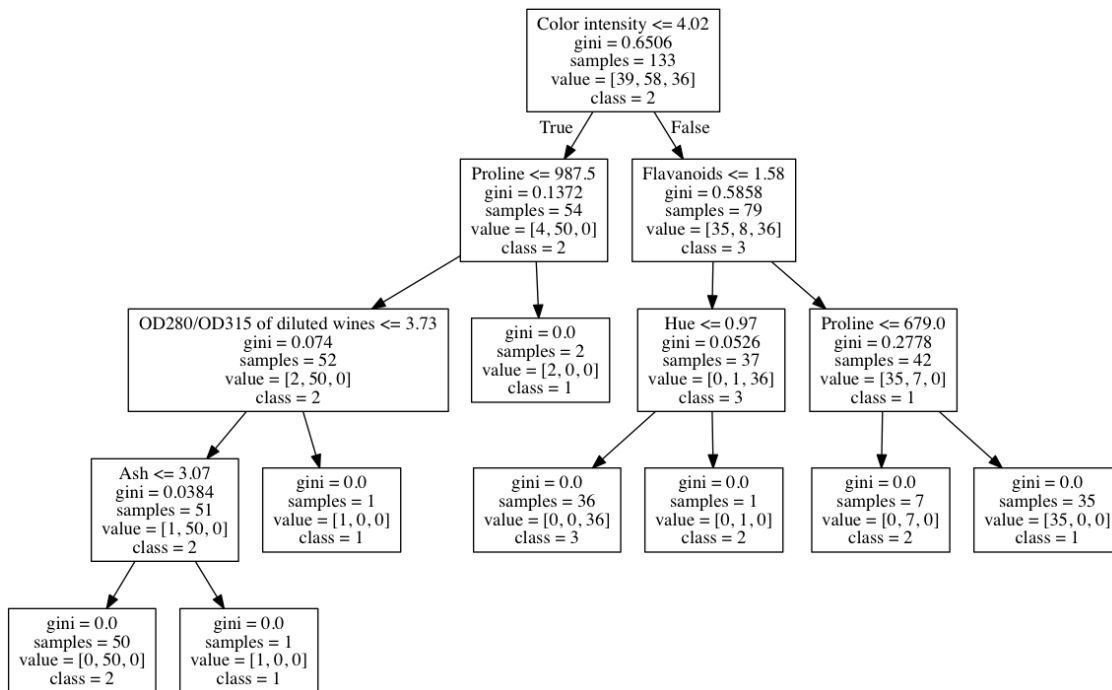 Color intensity <= 4.02
gini = 0.6506
samples = 133
value = [39, 58, 36]
class = 2
True
False
Proline <= 987.5
gini = 0.1372
samples = 54
value = [4, 50, 0]
class = 2
Flavanoids <= 1.58
gini = 0.5858
samples = 79
value = [35, 8, 36]
class = 3
OD280/OD315 of diluted wines <= 3.73
gini = 0.074
samples = 52
value = [2, 50, 0]
class = 2
gini = 0.0
samples = 2
value = [2, 0, 0]
class = 1
Hue <= 0.97
gini = 0.0526
samples = 37
value = [0, 1, 36]
class = 3
Proline <= 679.0
gini = 0.2778
samples = 42
value = [35, 7, 0]
class = 1
Ash <= 3.07
gini = 0.0384
samples = 51
value = [1, 50, 0]
class = 2
gini = 0.0
samples = 1
value = [1, 0, 0]
class = 1
gini = 0.0
samples = 36
value = [0, 0, 36]
class = 3
gini = 0.0
samples = 1
value = [0, 1, 0]
class = 2
gini = 0.0
samples = 7
value = [0, 7, 0]
class = 2
gini = 0.0
samples = 35
value = [35, 0, 0]
class = 1
gini = 0.0
samples = 50
value = [0, 50, 0]
class = 2
gini = 0.0
samples = 1
value = [1, 0, 0]
class = 1